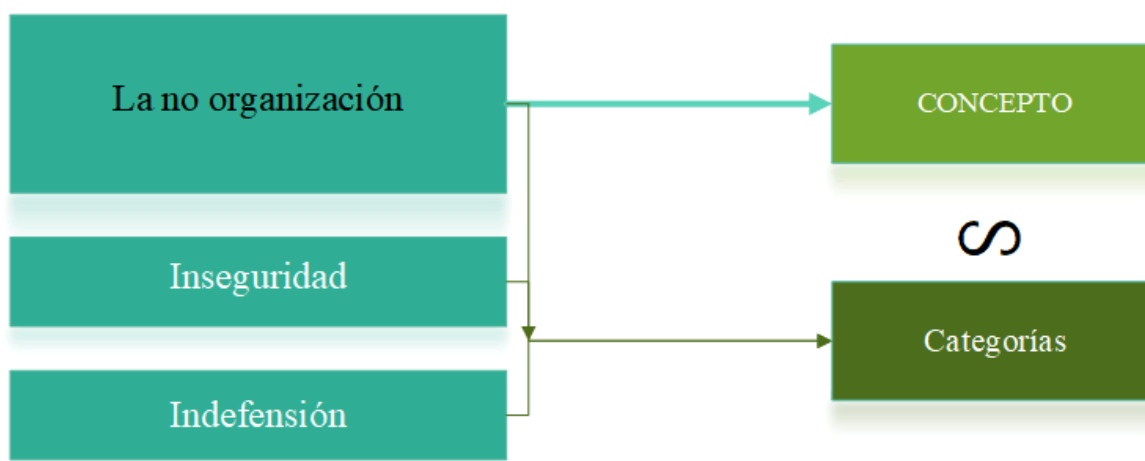 La no organización
CONCEPTO
Inseguridad
S
Categorías
Indefensión